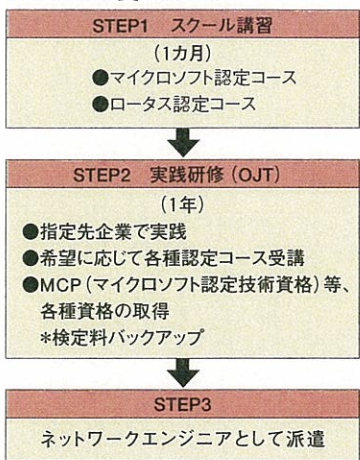 STEP1 スクール講習
(1カ月)
●マイクロソフト認定コース
●ロータス認定コース
STEP2 実践研修(OJT)
(1年)
●指定先企業で実践
●希望に応じて各種認定コース受講
●MCP(マイクロソフト認定技術資格)等、
各種資格の取得
*検定料バックアップ
STEP3
ネットワークエンジニアとして派遣